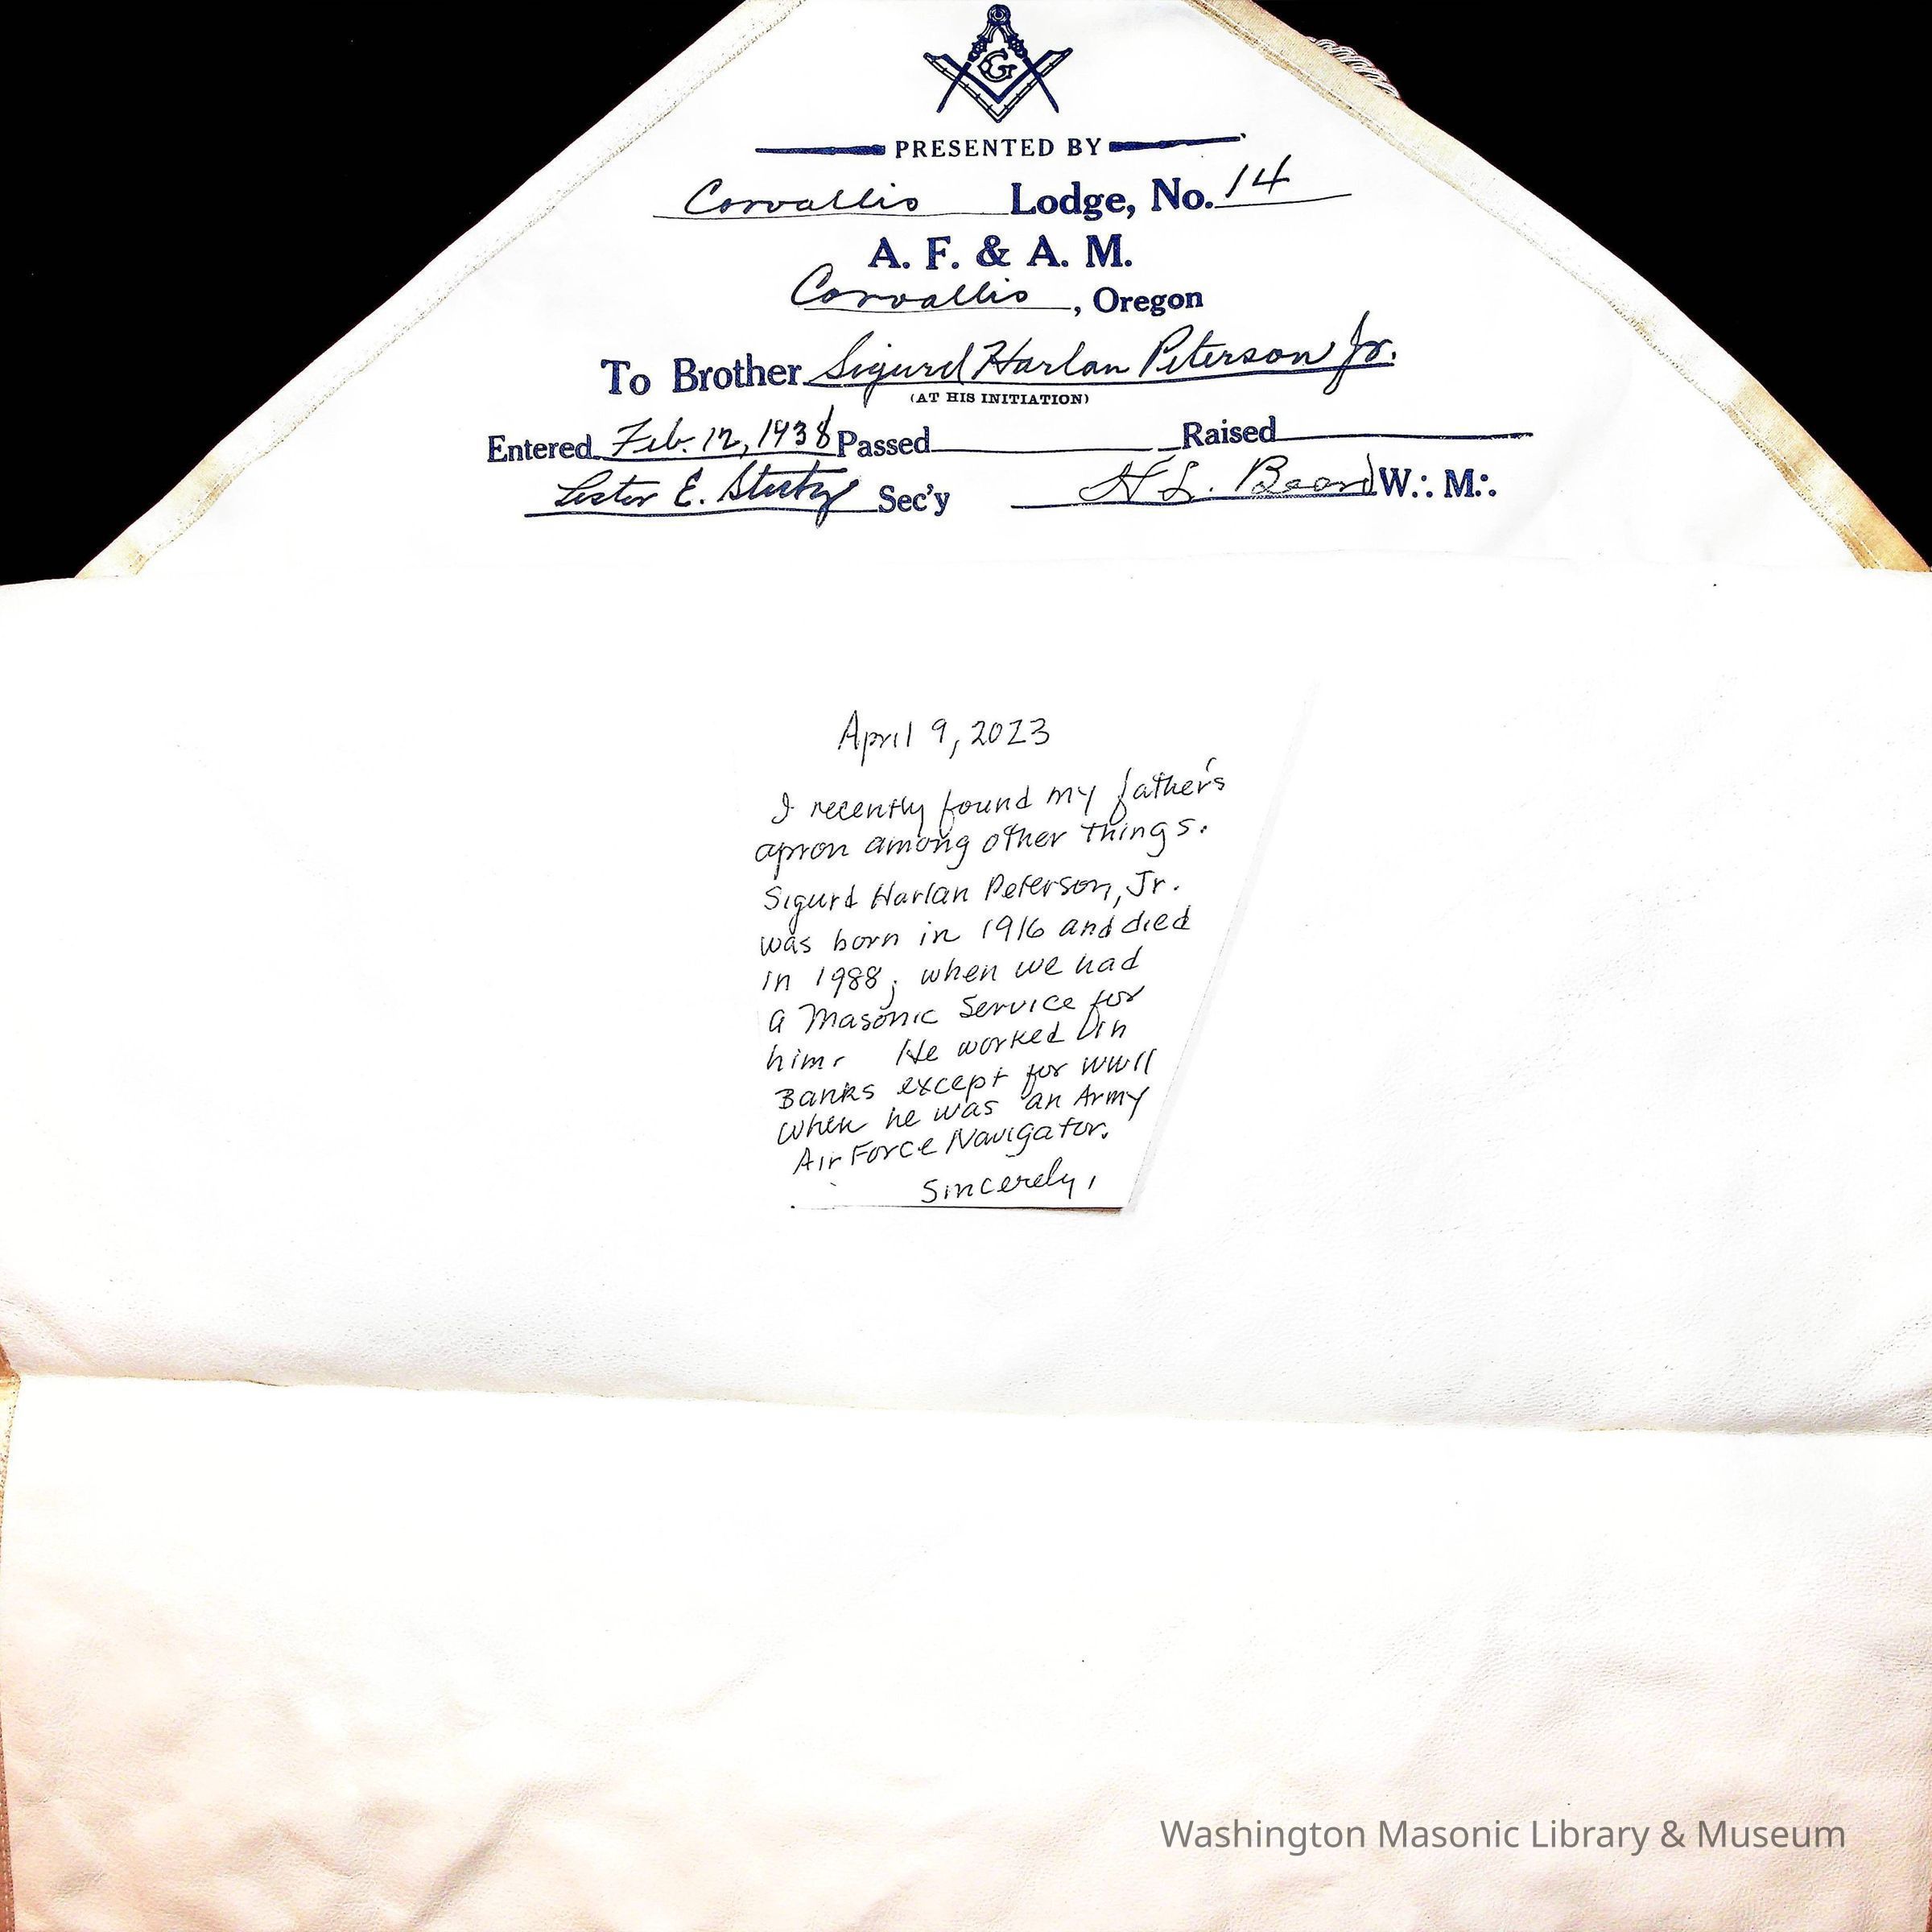 G
PRESENTED BY
Corvallis Lodge, No. 14
A. F. & A. M.
Corvallis, Oregon
To Brother Sigurd Harlan Peterson Jr.
(AT HIS INITIATION)
Entered Feb. 12, 1938 Passed Raised
Lester E. Sec'y H L. Beard W∴ M∴
April 9, 2023
I recently found my father's
apron among other things.
Sigurd Harlan Peterson, Jr.
was born in 1916 and died
in 1988; when we had
a Masonic Service for
him. He worked in
Banks except for WWII
when he was an Army
Air Force Navigator.
Sincerely,
Washington Masonic Library & Museum